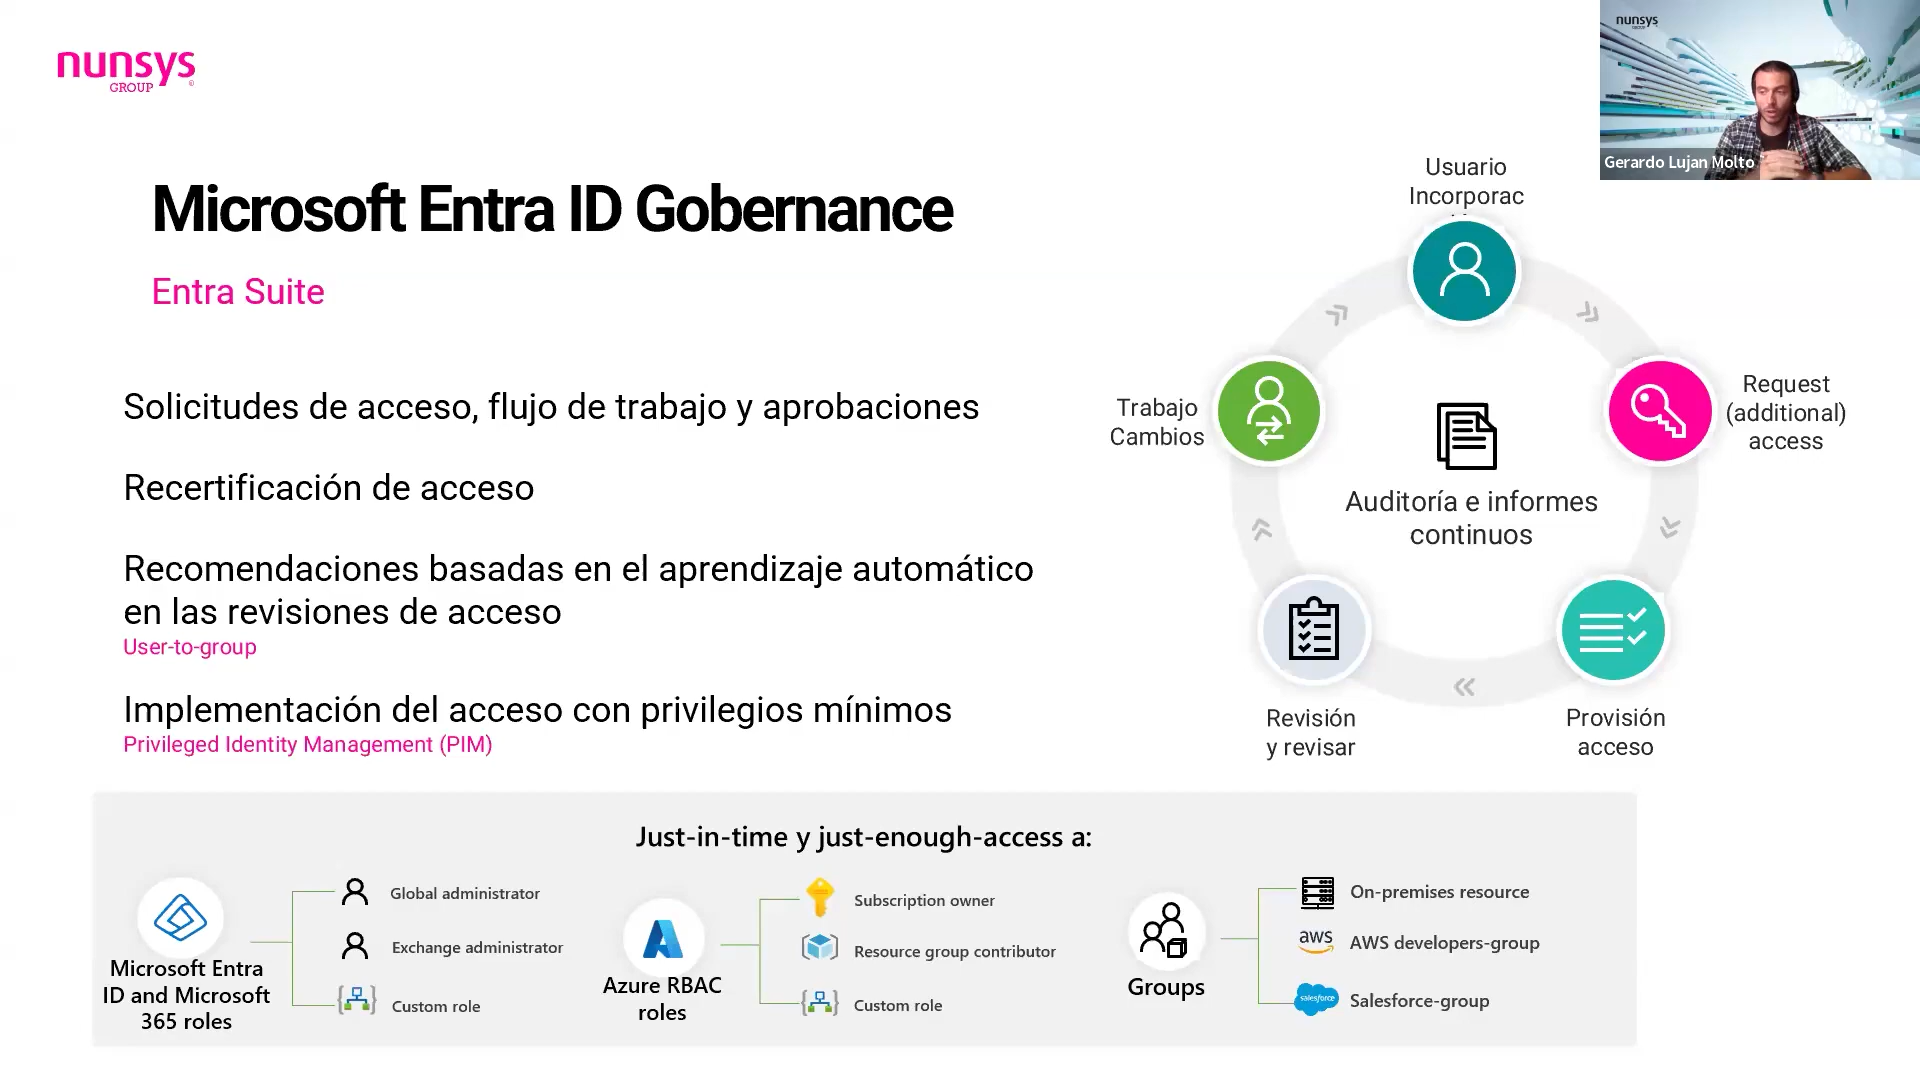 nunsys
GROUP
nunsys
GROUP
Gerardo Lujan Molto
Microsoft Entra ID Gobernance
Entra Suite
Solicitudes de acceso, flujo de trabajo y aprobaciones
Recertificación de acceso
Recomendaciones basadas en el aprendizaje automático
en las revisiones de acceso
User-to-group
Implementación del acceso con privilegios mínimos
Privileged Identity Management (PIM)
Usuario
Incorporac
Request
(additional)
access
Provisión
acceso
Revisión
y revisar
Trabajo
Cambios
Auditoría e informes
continuos
Just-in-time y just-enough-access a:
Microsoft Entra
ID and Microsoft
365 roles
Global administrator
Exchange administrator
Custom role
Azure RBAC
roles
Subscription owner
Resource group contributor
Custom role
Groups
On-premises resource
aws
AWS developers-group
salesforce
Salesforce-group